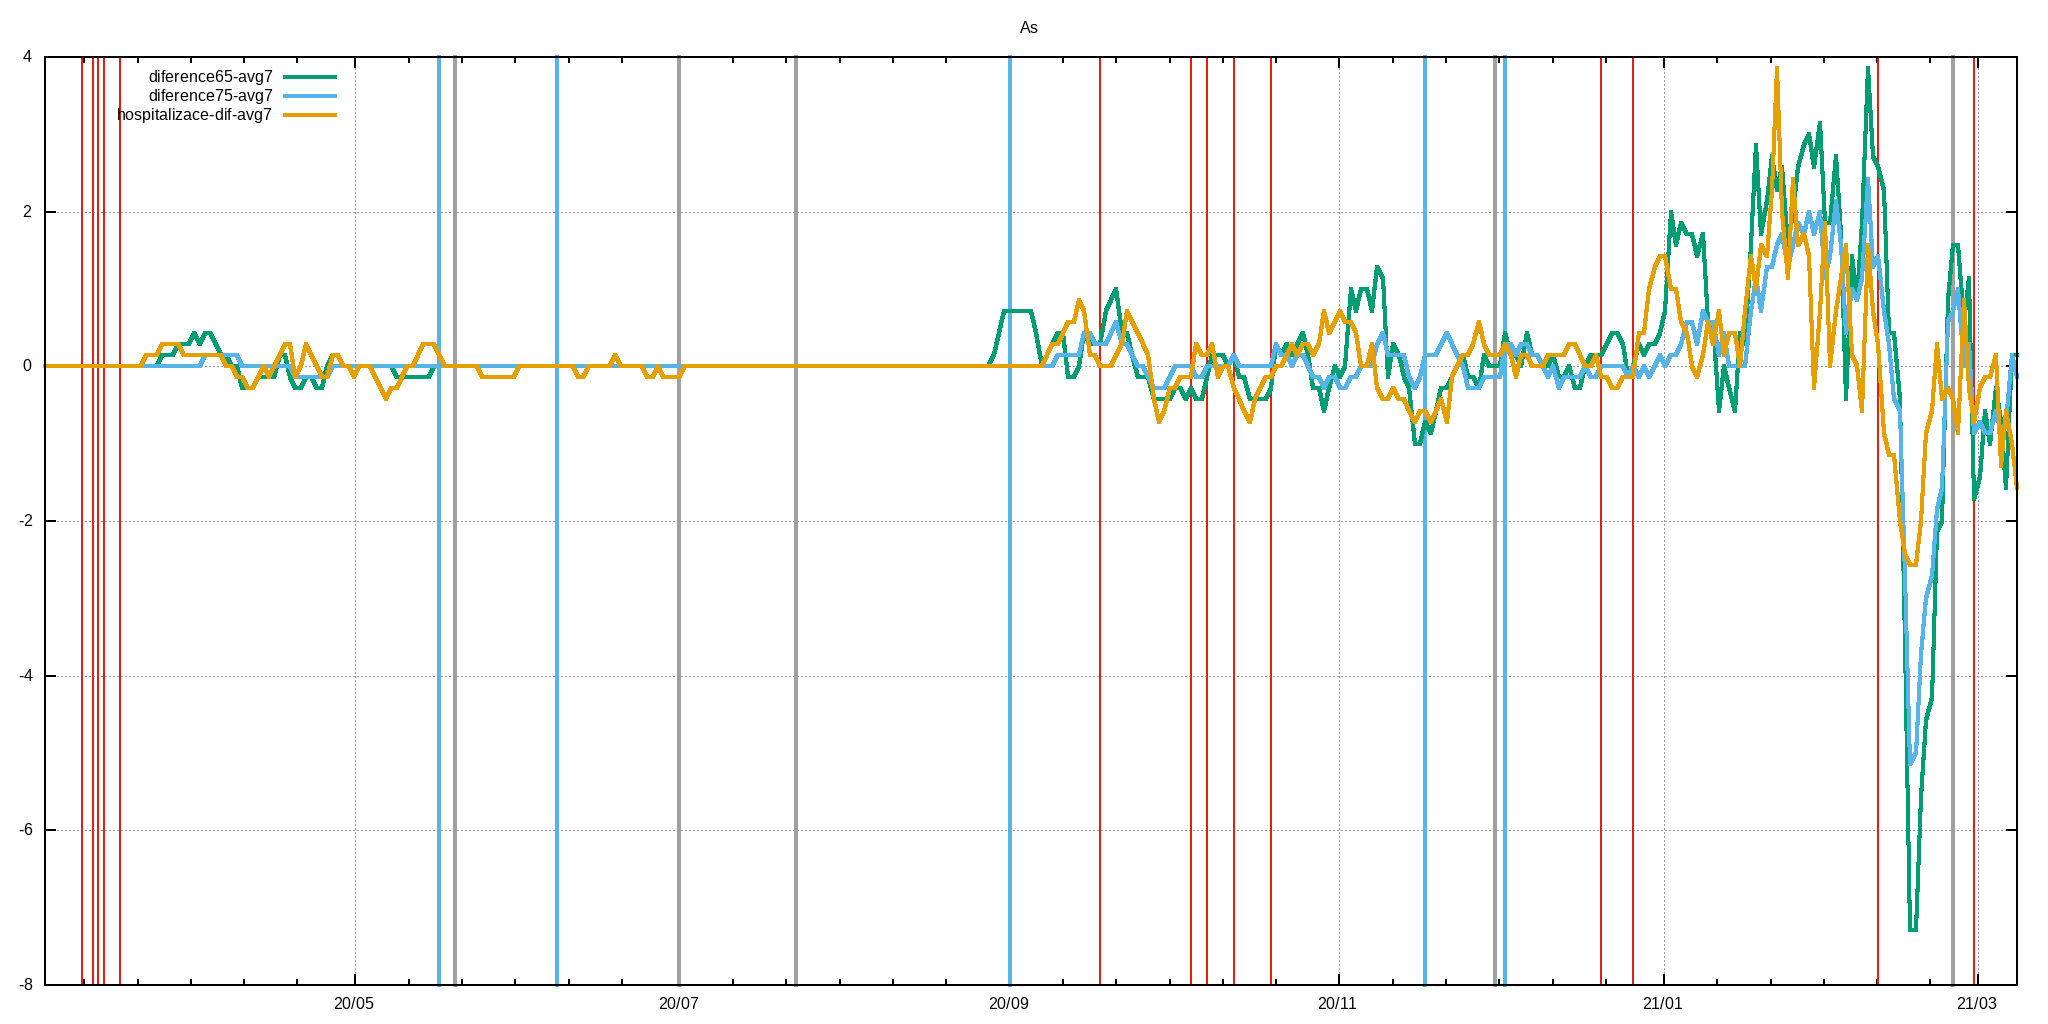 As
4
diference65-avg7
diference75-avg7
hospitalizace-dif-avg7
2
0
-2
-4
-6
-8
20/05 20/07 20/09 20/11 21/01 21/03